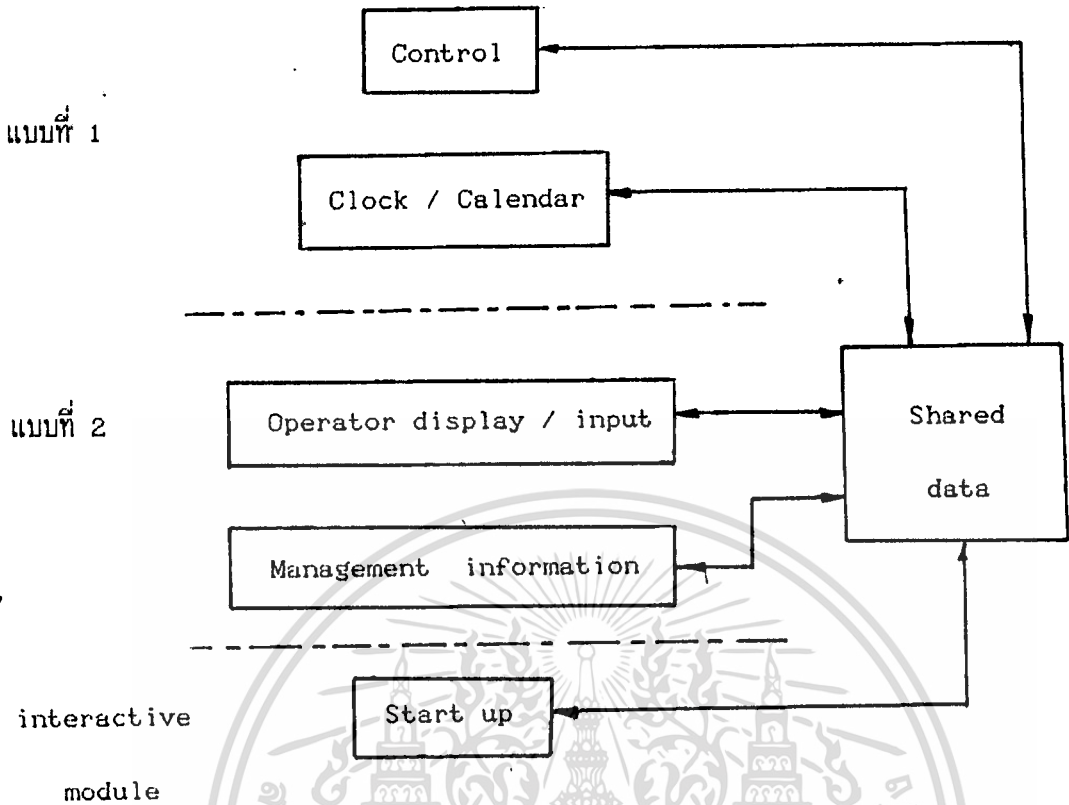 Control
แบบที่ 1
Clock / Calendar
Operator display / input
แบบที่ 2
Shared
data
Management information
interactive
Start up
module